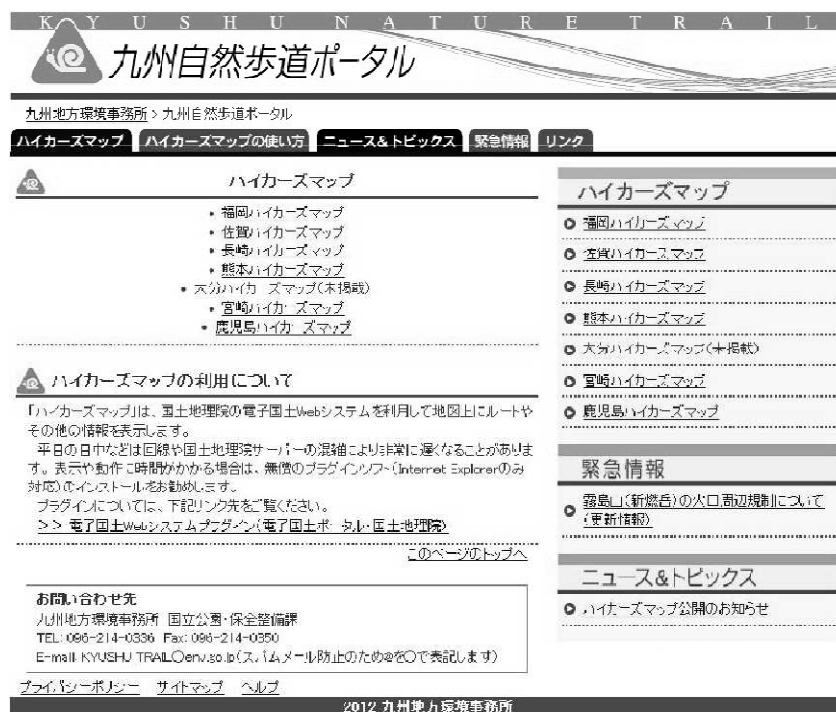 KYUSHU NATURE TRAIL
九州自然歩道ポータル
九州地方環境事務所 > 九州自然歩道ポータル
ハイカーズマップ ハイカーズマップの使い方 ニュース&トピックス 緊急情報 リンク
ハイカーズマップ
福岡ハイカーズマップ
佐賀ハイカーズマップ
長崎ハイカーズマップ
熊本ハイカーズマップ
大分ハイカーズマップ(未掲載)
宮崎ハイカーズマップ
鹿児島ハイカーズマップ
ハイカーズマップの利用について
「ハイカーズマップ」は、国土地理院の電子国土Webシステムを利用して地図上にルートや
その他の情報を表示します。
平日の日中などは回線や国土地理院サーバーの混雑により非常に遅くなることがありま
す。表示や動作に時間がかかる場合は、無償のプラグインソフト(Internet Explorerのみ
対応)のインストールをお勧めします。
プラグインについては、下記リンク先をご覧ください。
>> 電子国土Webシステムプラグイン(電子国土ポータル・国土地理院)
このページのトップへ
お問い合わせ先
九州地方環境事務所 国立公園・保全整備課
TEL:096-214-0336 Fax:096-214-0350
E-mail: KYUSHU TRAIL○env.go.jp(スパムメール防止のため@を○で表記します)
プライバシーポリシー サイトマップ ヘルプ
ハイカーズマップ
福岡ハイカーズマップ
佐賀ハイカーズマップ
長崎ハイカーズマップ
熊本ハイカーズマップ
大分ハイカーズマップ(未掲載)
宮崎ハイカーズマップ
鹿児島ハイカーズマップ
緊急情報
霧島山(新燃岳)の火口周辺規制について
(更新情報)
ニュース&トピックス
ハイカーズマップ公開のお知らせ
2012 九州地方環境事務所